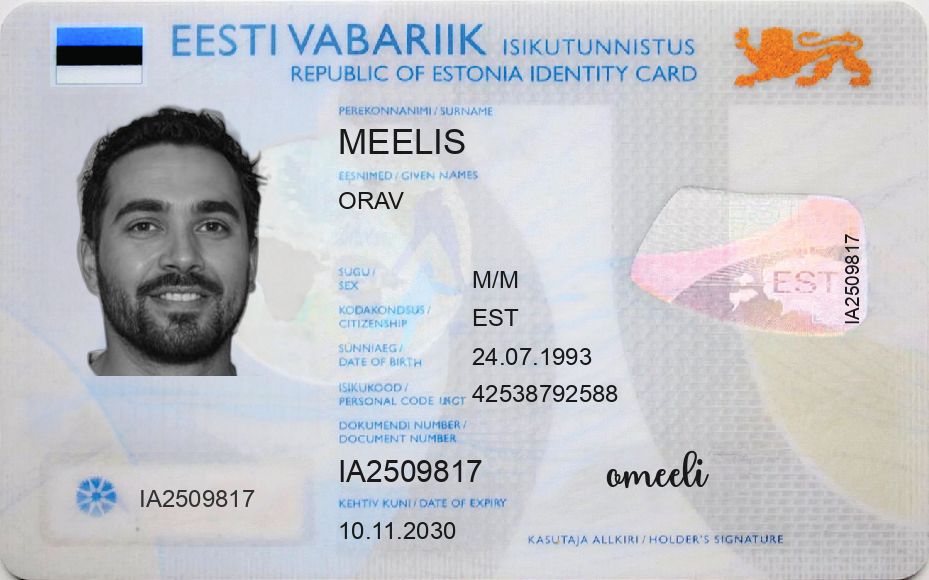 EESTI VABARIIK ISIKUTUNNISTUS
REPUBLIC OF ESTONIA IDENTITY CARD
PEREKONNANIMI / SURNAME
MEELIS
EESNIMED / GIVEN NAMES
ORAV
SUGU /
SEX
M/M
KODAKONDSUS /
CITIZENSHIP
EST
SÜNNIAEG /
DATE OF BIRTH
24.07.1993
ISIKUKOOD /
PERSONAL CODE
42538792588
DOKUMENDI NUMBER /
DOCUMENT NUMBER
IA2509817
KEHTIV KUNI / DATE OF EXPIRY
10.11.2030
IA2509817
EST
IA2509817
omeeli
KASUTAJA ALLKIRI / HOLDER'S SIGNATURE